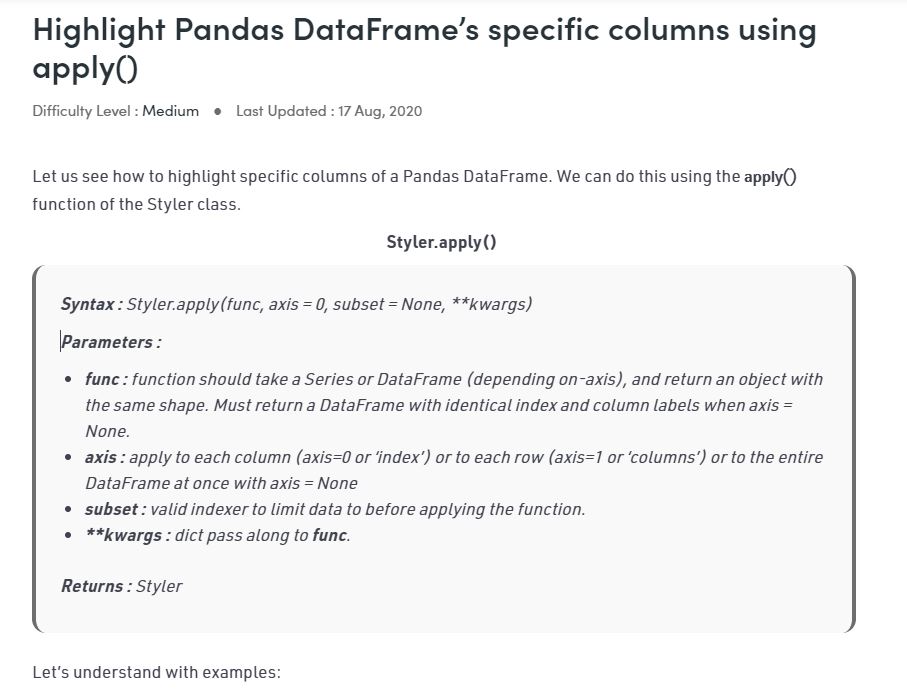 Highlight Pandas DataFrame’s specific columns using
apply()
Difficulty Level : Medium ● Last Updated : 17 Aug, 2020
Let us see how to highlight specific columns of a Pandas DataFrame. We can do this using the apply()
function of the Styler class.
Styler.apply()
Syntax : Styler.apply(func, axis = 0, subset = None, **kwargs)
Parameters :
• func : function should take a Series or DataFrame (depending on-axis), and return an object with
the same shape. Must return a DataFrame with identical index and column labels when axis =
None.
• axis : apply to each column (axis=0 or ’index’) or to each row (axis=1 or ‘columns’) or to the entire
DataFrame at once with axis = None
• subset : valid indexer to limit data to before applying the function.
• **kwargs : dict pass along to func.
Returns : Styler
Let’s understand with examples: